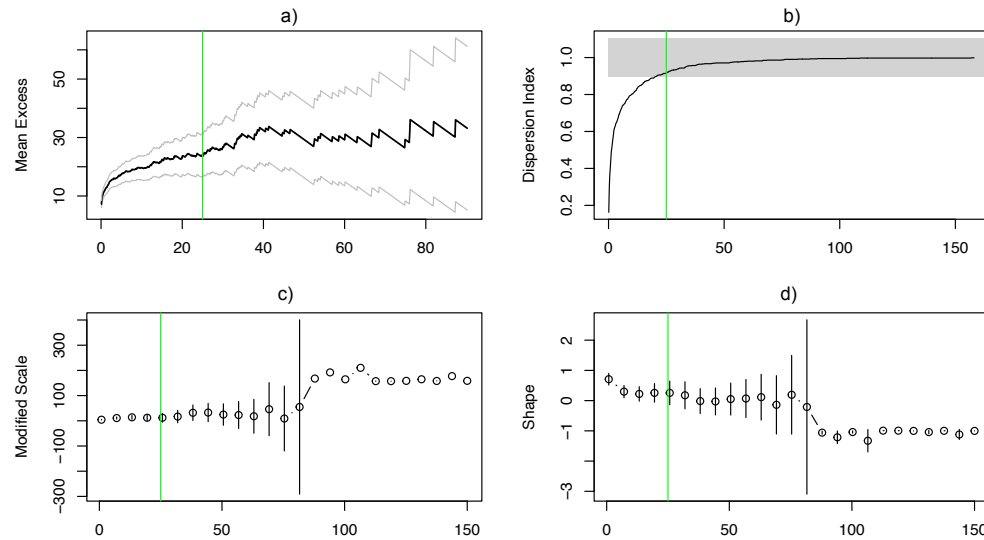 a)
Mean Excess
10 30 50
0 20 40 60 80
b)
Dispersion Index
0.2 0.4 0.6 0.8 1.0
0 50 100 150
c)
Modified Scale
-300 -100 100 300
0 50 100 150
d)
Shape
-3 -1 0 1 2
0 50 100 150